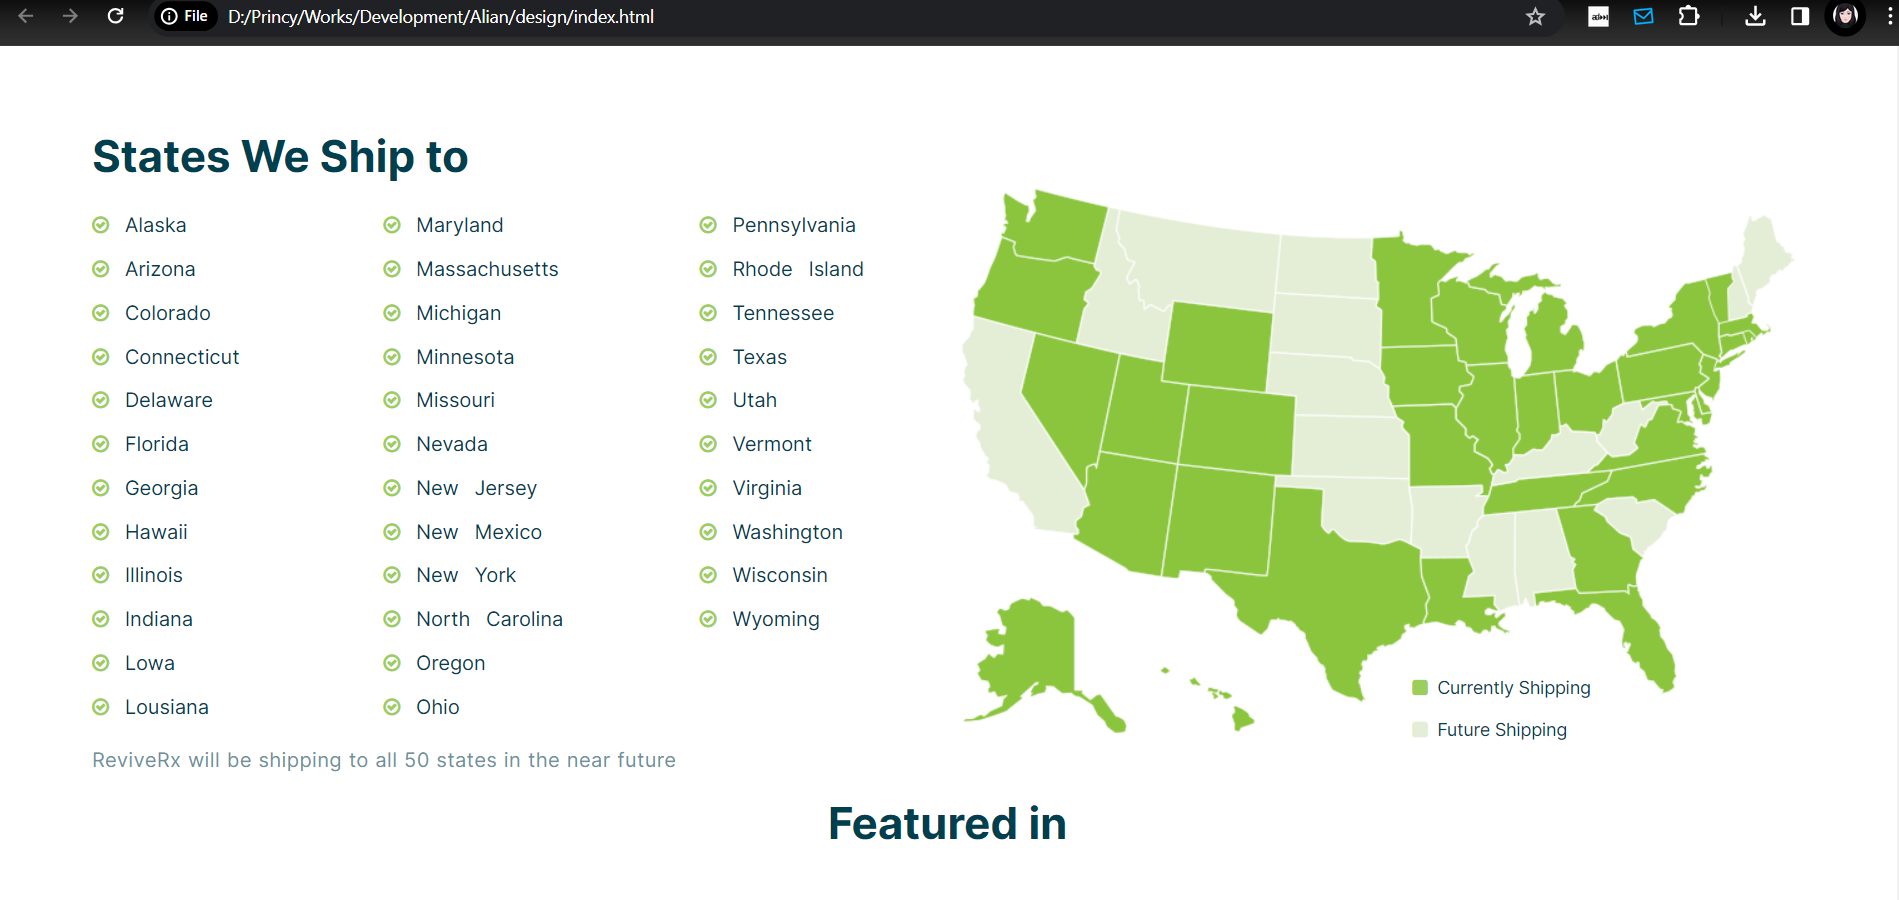 File D:/Princy/Works/Development/Alian/design/index.html
States We Ship to
Alaska
Arizona
Colorado
Connecticut
Delaware
Florida
Georgia
Hawaii
Illinois
Indiana
Lowa
Lousiana
Maryland
Massachusetts
Michigan
Minnesota
Missouri
Nevada
New Jersey
New Mexico
New York
North Carolina
Oregon
Ohio
Pennsylvania
Rhode Island
Tennessee
Texas
Utah
Vermont
Virginia
Washington
Wisconsin
Wyoming
Currently Shipping
Future Shipping
ReviveRx will be shipping to all 50 states in the near future
Featured in